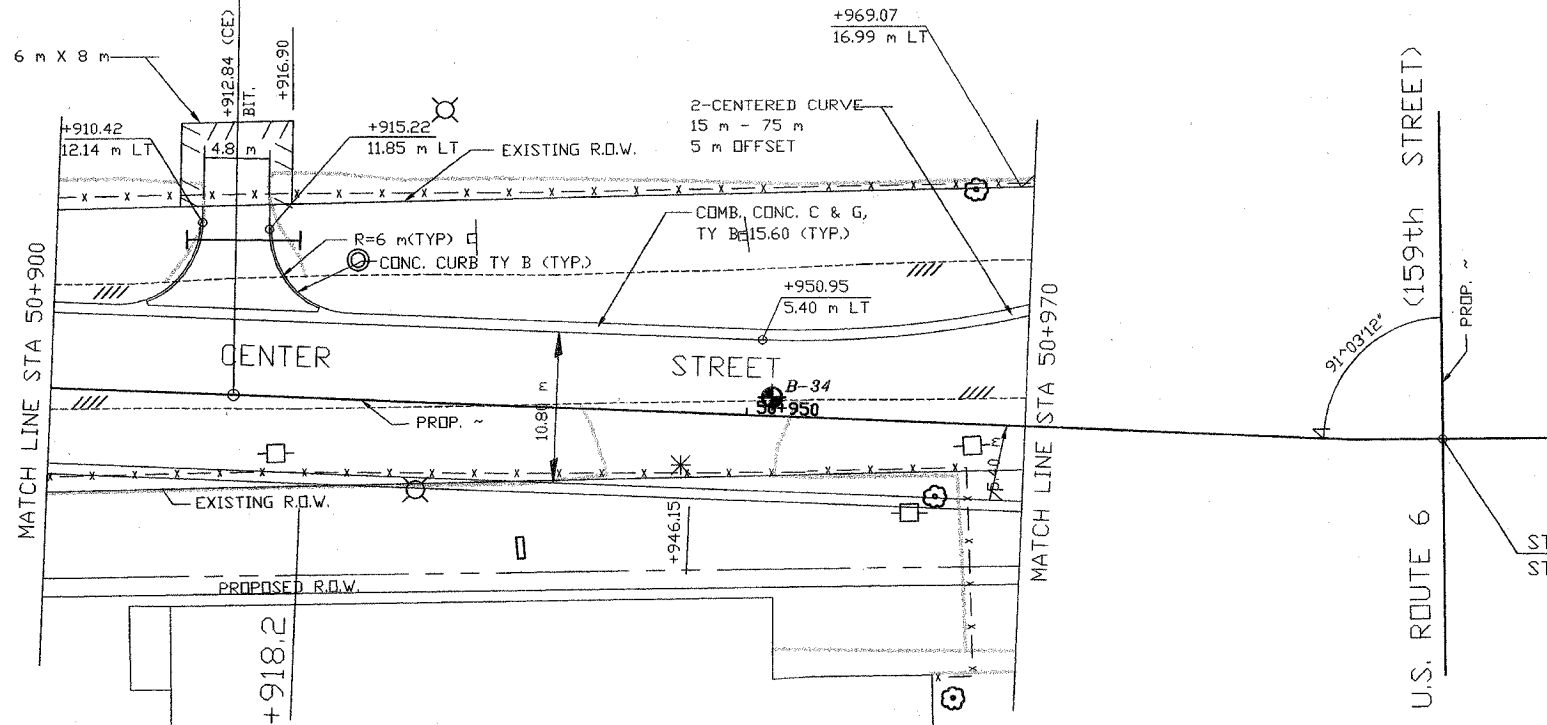 6 m X 8 m
+912.84 (CE)
BIT.
+916.90
+969.07
16.99 m LT
+910.42
12.14 m LT
4.8 m
+915.22
11.85 m LT
EXISTING R.O.W.
2-CENTERED CURVE
15 m - 75 m
5 m OFFSET
COMB. CONC. C & G,
TY B-15.60 (TYP.)
R=6 m(TYP)
CONC. CURB TY B (TYP.)
+950.95
5.40 m LT
CENTER STREET
MATCH LINE STA 50+900
MATCH LINE STA 50+970
10.80 m
PROP. ~
B-34
50+950
5.40 m
EXISTING R.O.W.
+946.15
PROPOSED R.O.W.
+918.2
91^03'12"
PROP. ~
U.S. ROUTE 6 (159th STREET)
ST
ST